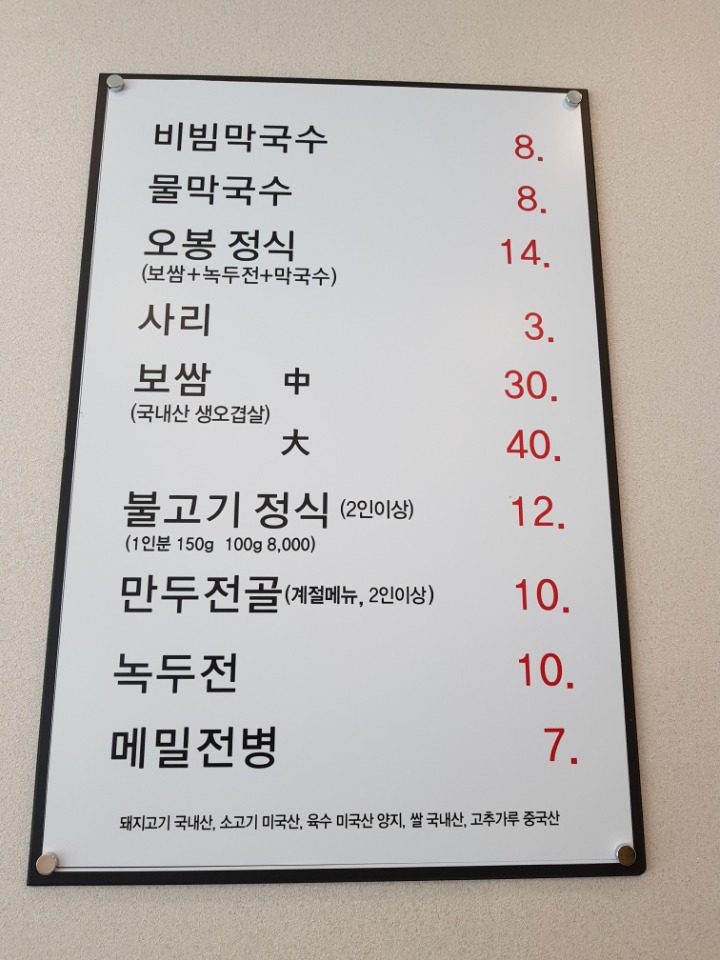 비빔막국수 8.
물막국수 8.
오봉 정식 14.
(보쌈+녹두전+막국수)
사리 3.
보쌈 中 30.
(국내산 생오겹살)
大 40.
불고기 정식 (2인이상) 12.
(1인분 150g 100g 8,000)
만두전골(계절메뉴, 2인이상) 10.
녹두전 10.
메밀전병 7.
돼지고기 국내산, 소고기 미국산, 육수 미국산 양지, 쌀 국내산, 고추가루 중국산